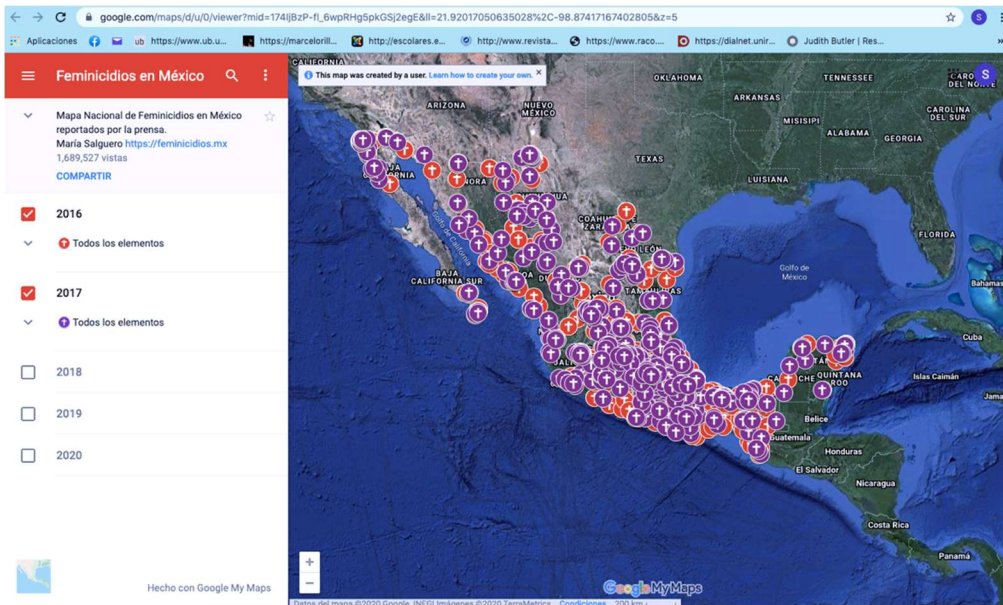 google.com/maps/d/u/0/viewer?mid=174ljBzP-fl_6wpRHg5pkGSj2egE&ll=21.92017050635028%2C-98.87417167402805&z=5
S
Aplicaciones
ub https://www.ub.u...
https://marcelorill...
http://escolares.e...
http://www.revista...
https://www.raco....
https://dialnet.unir...
Judith Butler | Res...
Feminicidios en México
Mapa Nacional de Feminicidios en México
reportados por la prensa.
María Salguero https://feminicidios.mx
1,689,527 vistas
COMPARTIR
2016
Todos los elementos
2017
Todos los elementos
2018
2019
2020
Hecho con Google My Maps
CALIFORNIA
This map was created by a user. Learn how to create your own.
S
OKLAHOMA
TENNESSEE
DEL NORTE
ARKANSAS
ARIZONA
NUEVO
MÉXICO
CAROLINA
DEL SUR
MISISIPI
ALABAMA
GEORGIA
TEXAS
LUISIANA
FLORIDA
Golfo de California
Golfo de
México
BAJA
CALIFORNIA SUR
Bahamas
Cuba
QUINTANA
ROO
Islas Caimán
Jama
Belice
Guatemala
Honduras
El Salvador
Nicaragua
Costa Rica
Panamá
Google My Maps
Datos del mapa ©2020 Google, INEGI Imágenes ©2020 TerraMetrics
Condiciones
200 km